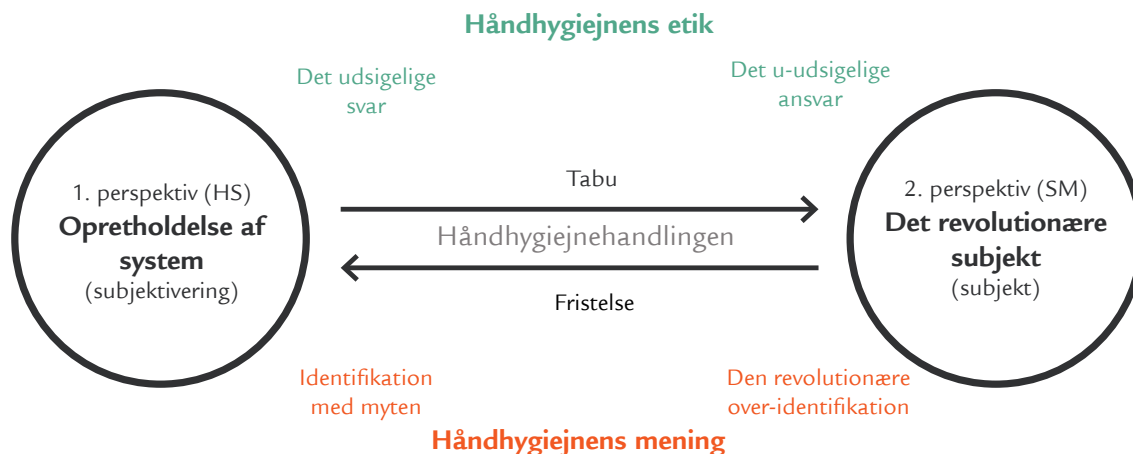 Håndhygiejnens etik
Det udsigelige
svar
Det u-udsigelige
ansvar
1. perspektiv (HS)
Opretholdelse af
system
(subjektivering)
Tabu
Håndhygiejnehandlingen
Fristelse
2. perspektiv (SM)
Det revolutionære
subjekt
(subjekt)
Identifikation
med myten
Den revolutionære
over-identifikation
Håndhygiejnens mening